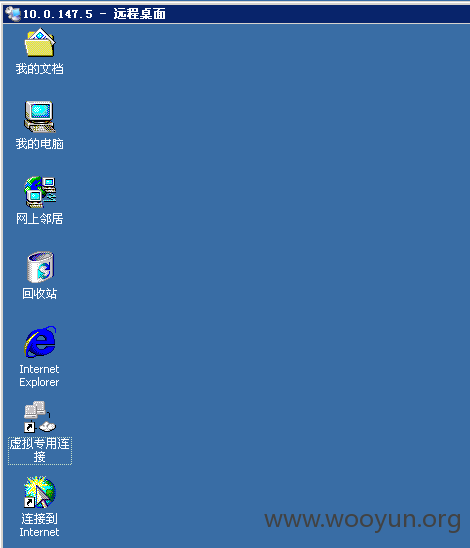 10.0.147.5 - 远程桌面
我的文档
我的电脑
网上邻居
回收站
Internet
Explorer
虚拟专用连
接
连接到
Internet
www.wooyun.org